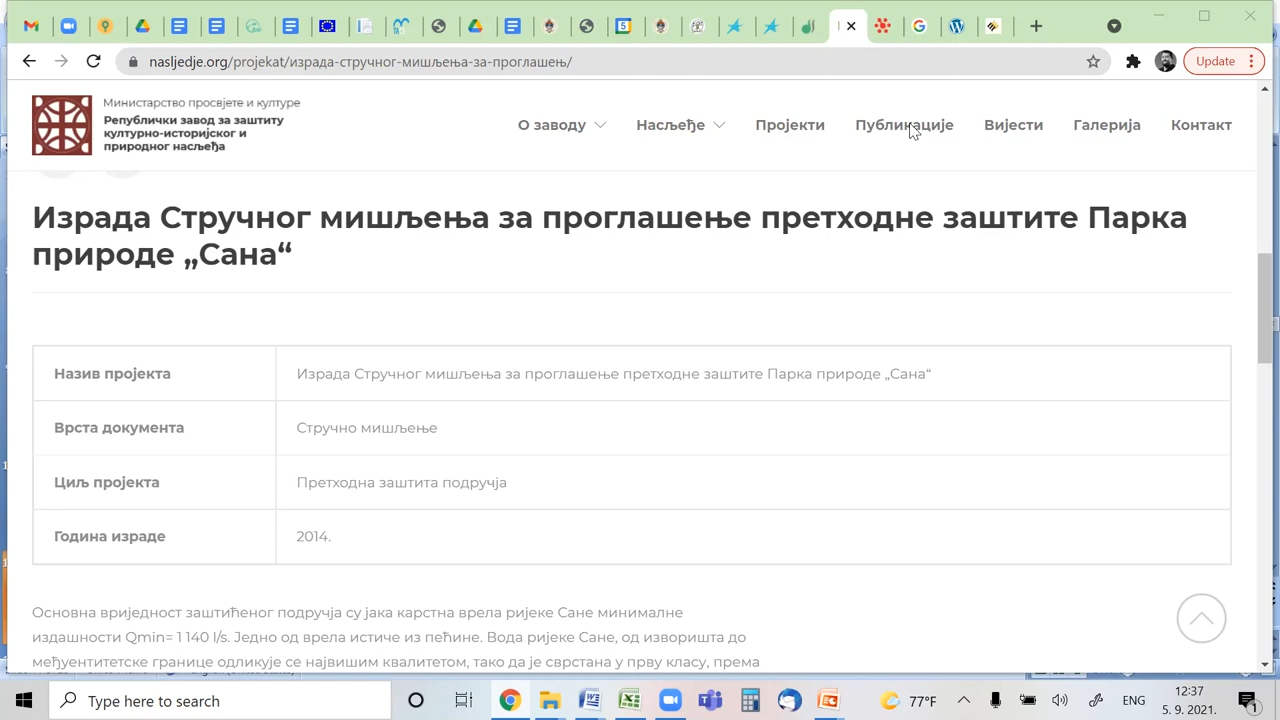 nasljedje.org/projekat/израда-стручног-мишљења-за-проглашењ/
Update
Министарство просвјете и културе
Републички завод за заштиту
културно-историјског и
природног насљеђа
О заводу
Насљеђе
Пројекти
Публикације
Вијести
Галерија
Контакт
Израда Стручног мишљења за проглашење претходне заштите Парка
природе „Сана“
Назив пројекта
Израда Стручног мишљења за проглашење претходне заштите Парка природе „Сана“
Врста документа
Стручно мишљење
Циљ пројекта
Претходна заштита подручја
Година израде
2014.
Основна вриједност заштићеног подручја су јака карстна врела ријеке Сане минималне
издашности Qmin= 1 140 l/s. Једно од врела истиче из пећине. Вода ријеке Сане, од изворишта до
међуентитетске границе одликује се највишим квалитетом, тако да је сврстана у прву класу, према
Type here to search
77°F
ENG
12:37
5. 9. 2021.